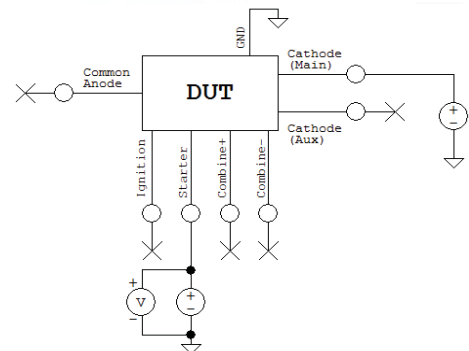 GND
Cathode
(Main)
Common
Anode
DUT
Cathode
(Aux)
Ignition
Starter
Combine+
Combine-
+
-
+
V
-
+
-